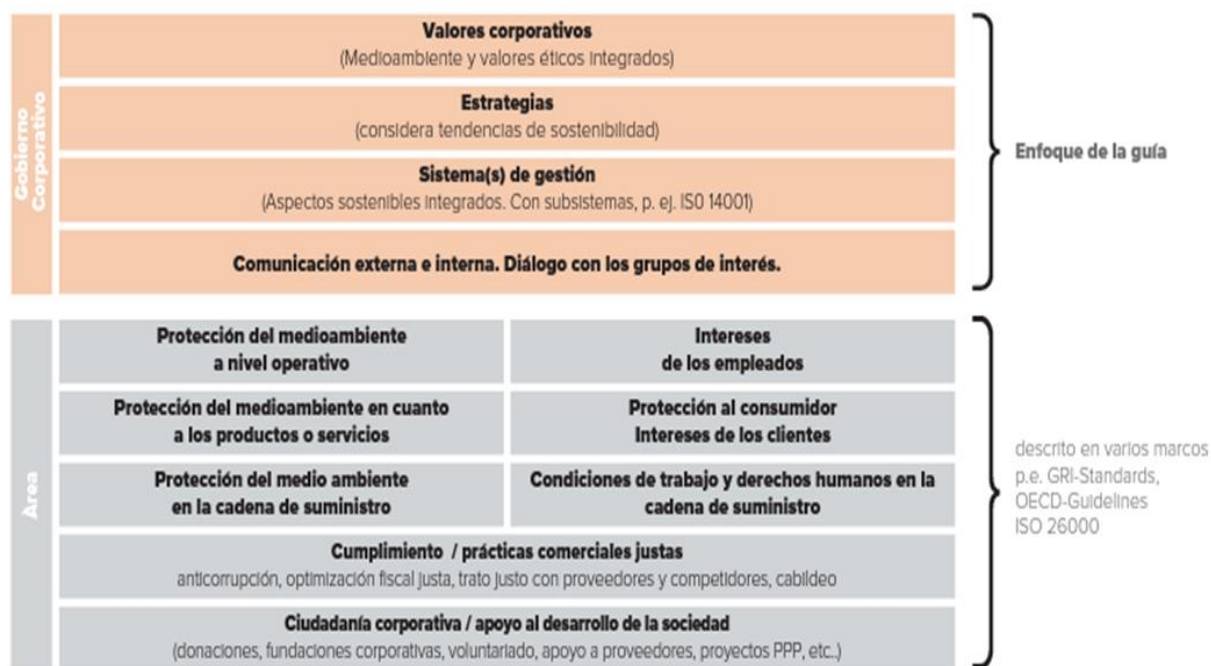 Gobierno
Corporativo
Valores corporativos
(Medioambiente y valores éticos integrados)
Estrategias
(considera tendencias de sostenibilidad)
Sistema(s) de gestión
(Aspectos sostenibles integrados. Con subsistemas, p. ej. ISO 14001)
Comunicación externa e interna. Diálogo con los grupos de interés.
Enfoque de la guía
Área
Protección del medioambiente
a nivel operativo
Intereses
de los empleados
Protección del medioambiente en cuanto
a los productos o servicios
Protección al consumidor
Intereses de los clientes
Protección del medio ambiente
en la cadena de suministro
Condiciones de trabajo y derechos humanos en la
cadena de suministro
Cumplimiento / prácticas comerciales justas
anticorrupción, optimización fiscal justa, trato justo con proveedores y competidores, cabildeo
Ciudadanía corporativa / apoyo al desarrollo de la sociedad
(donaciones, fundaciones corporativas, voluntariado, apoyo a proveedores, proyectos PPP, etc..)
descrito en varios marcos
p.e. GRI-Standards,
OECD-Guidelines
ISO 26000